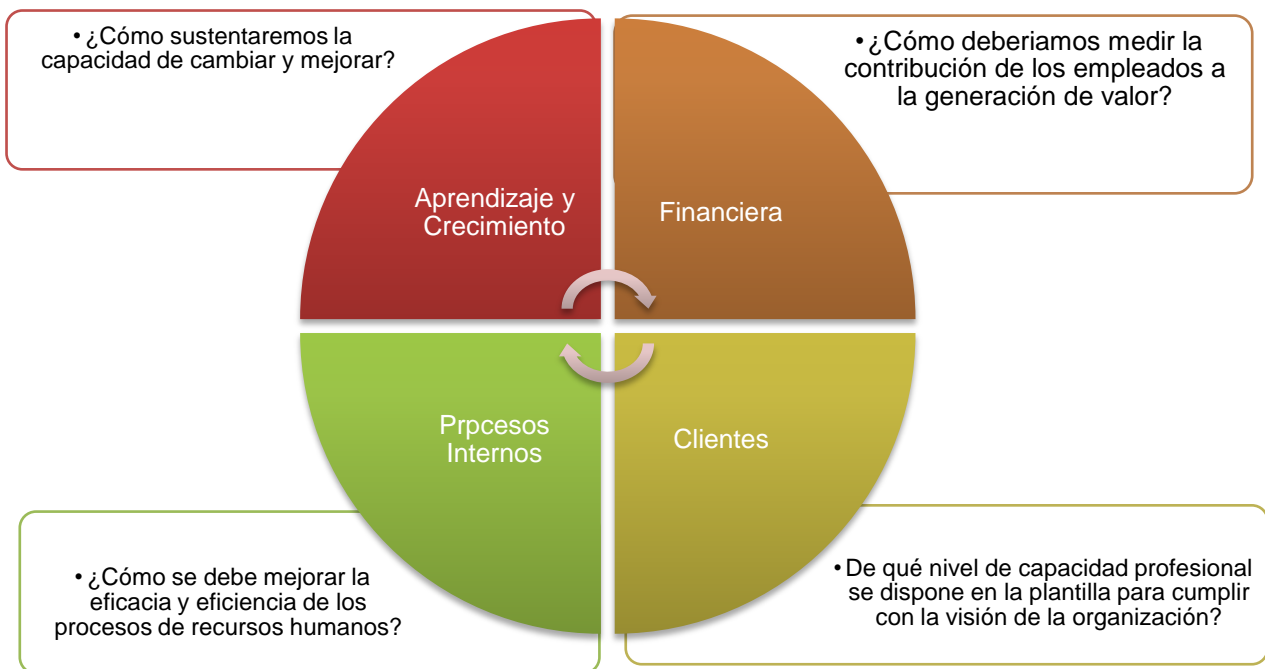 • ¿Cómo sustentaremos la
capacidad de cambiar y mejorar?
• ¿Cómo deberiamos medir la
contribución de los empleados a
la generación de valor?
Aprendizaje y
Crecimiento
Financiera
Prpcesos
Internos
Clientes
• ¿Cómo se debe mejorar la
eficacia y eficiencia de los
procesos de recursos humanos?
• De qué nivel de capacidad profesional
se dispone en la plantilla para cumplir
con la visión de la organización?